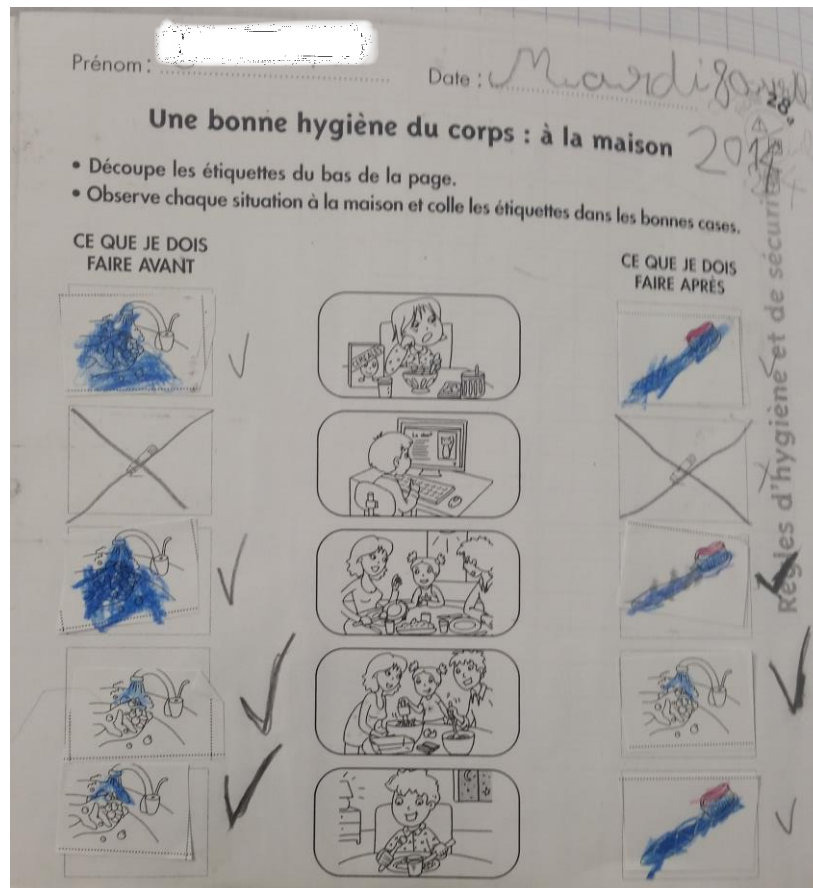 Prénom :
Date : Mardi
28
Une bonne hygiène du corps : à la maison
• Découpe les étiquettes du bas de la page.
• Observe chaque situation à la maison et colle les étiquettes dans les bonnes cases.
CE QUE JE DOIS
FAIRE AVANT
CE QUE JE DOIS
FAIRE APRÈS
CEREALES
Règles d'hygiène et de sécurité